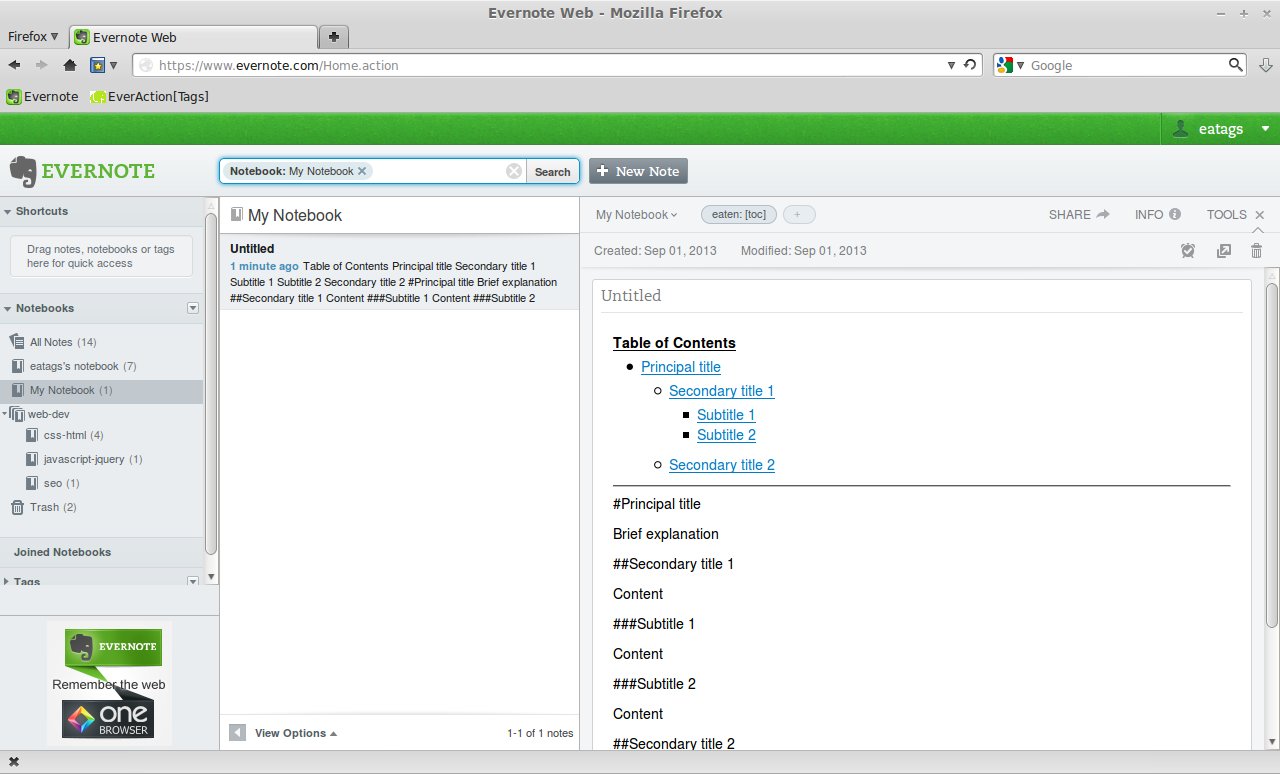 Evernote Web - Mozilla Firefox
Firefox
Evernote Web
https://www.evernote.com/Home.action
Google
Evernote
EverAction[Tags]
eatags
EVERNOTE
Notebook: My Notebook
Search
+ New Note
Shortcuts
Drag notes, notebooks or tags
here for quick access
Notebooks
All Notes (14)
eatags's notebook (7)
My Notebook (1)
web-dev
css-html (4)
javascript-jquery (1)
seo (1)
Trash (2)
Joined Notebooks
Tags
EVERNOTE
Remember the web
one
BROWSER
My Notebook
Untitled
1 minute ago Table of Contents Principal title Secondary title 1
Subtitle 1 Subtitle 2 Secondary title 2 #Principal title Brief explanation
##Secondary title 1 Content ###Subtitle 1 Content ###Subtitle 2
View Options
1-1 of 1 notes
My Notebook
eaten: [toc]
+
SHARE
INFO
TOOLS
Created: Sep 01, 2013
Modified: Sep 01, 2013
Untitled
Table of Contents
Principal title
Secondary title 1
Subtitle 1
Subtitle 2
Secondary title 2
#Principal title
Brief explanation
##Secondary title 1
Content
###Subtitle 1
Content
###Subtitle 2
Content
##Secondary title 2